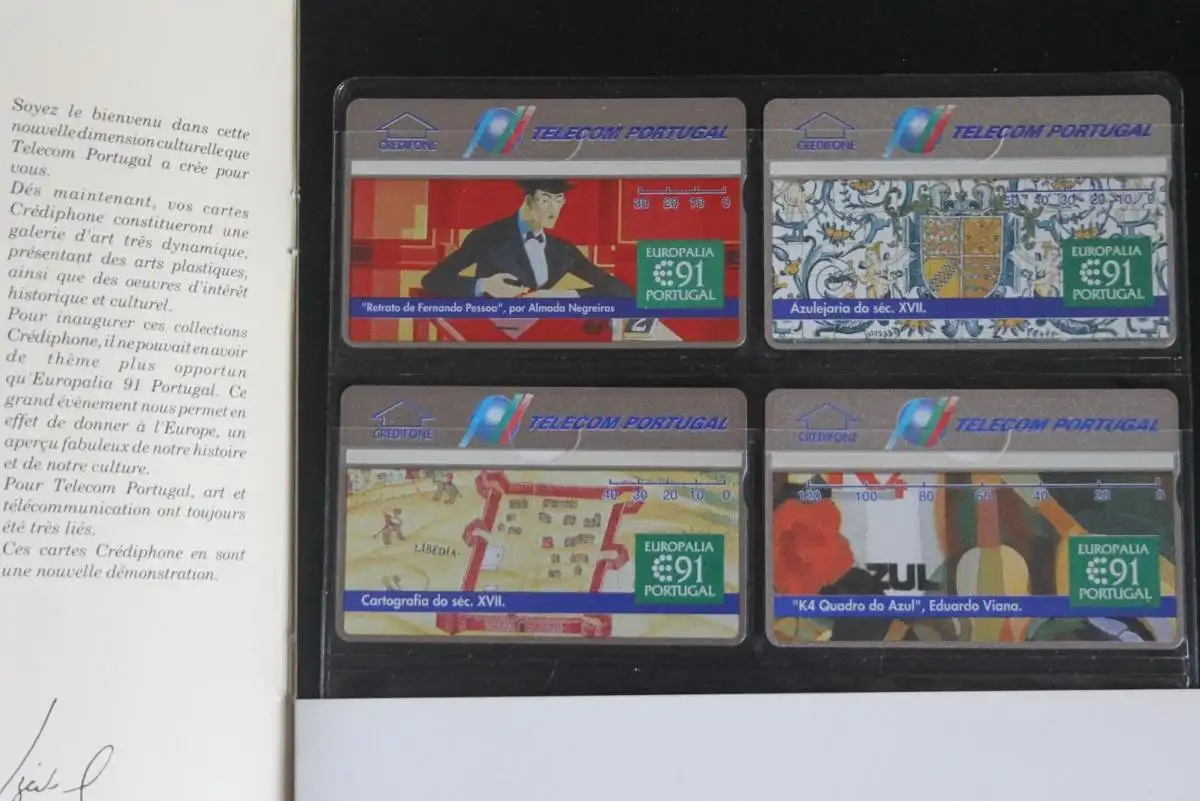 Soyez le bienvenu dans cette
nouvelle dimension culturelle que
Telecom Portugal a crée pour
vous.
Dés maintenant, vos cartes
Crédiphone constitueront une
galerie d'art três dynamique,
présentant des arts plastiques,
ainsi que des oeuvres d'intérêt
historique et culturel.
Pour inaugurer ces collections
Crédiphone, il ne pouvait en avoir
de thème plus opportun
qu'Europalia 91 Portugal. Ce
grand évènement nous permet en
effet de donner à l'Europe, un
aperçu fabuleux de notre histoire
et de notre culture.
Pour Telecom Portugal, art et
télécommunication ont toujours
été très liés.
Ces cartes Crédiphone en sont
une nouvelle démonstration.
CREDIFONE
TELECOM PORTUGAL
30 20 10 0
EUROPALIA
91
PORTUGAL
"Retrato de Fernando Pessoa", por Almada Negreiros
2
CREDIFONE
TELECOM PORTUGAL
50 40 30 20 10 0
EUROPALIA
91
PORTUGAL
Azulejaria do séc. XVII.
CREDIFONE
TELECOM PORTUGAL
40 30 20 10 0
LIBEDIA.
EUROPALIA
91
PORTUGAL
Cartografia do séc. XVII.
CREDIFONE
TELECOM PORTUGAL
K4
120 100 80 60 40 20 0
ZUL
EUROPALIA
91
PORTUGAL
"K4 Quadro do Azul", Eduardo Viana.